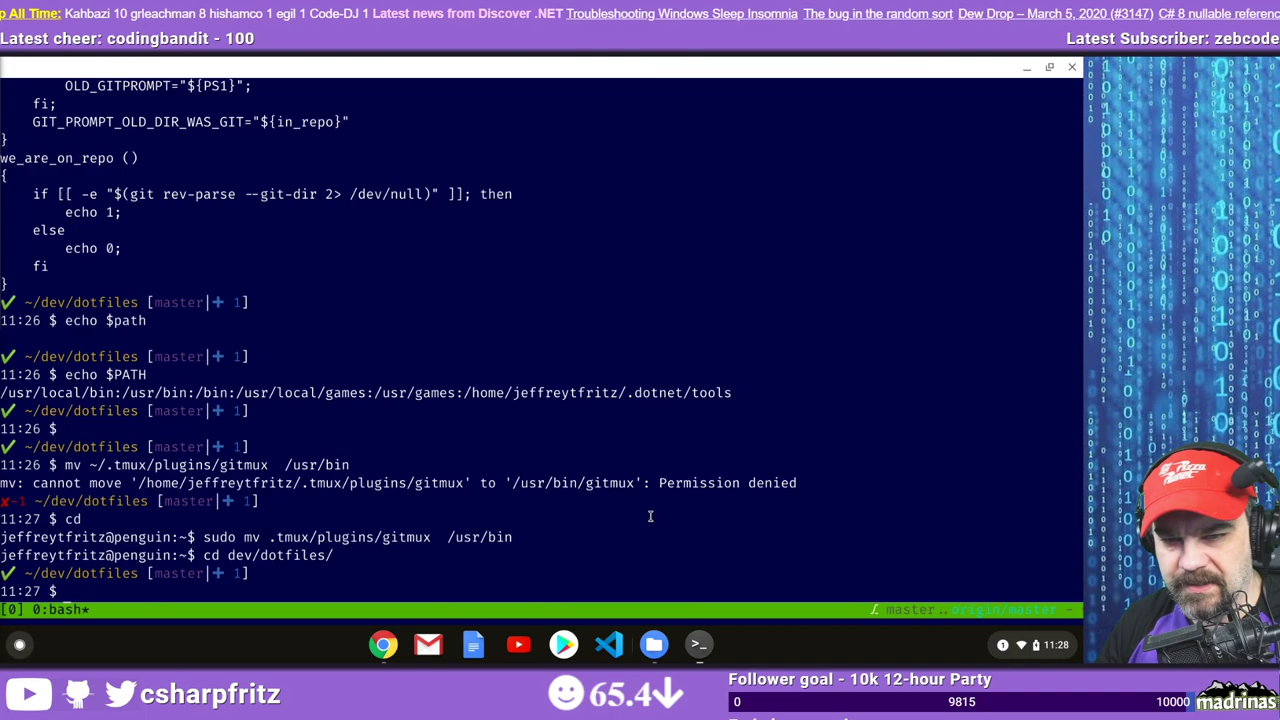 p All Time: Kahbazi 10 grleachman 8 hishamco 1 egil 1 Code-DJ 1 Latest news from Discover .NET Troubleshooting Windows Sleep Insomnia The bug in the random sort Dew Drop – March 5, 2020 (#3147) C# 8 nullable referenc
Latest cheer: codingbandit - 100
Latest Subscriber: zebcode
OLD_GITPROMPT="${PS1}";
fi;
GIT_PROMPT_OLD_DIR_WAS_GIT="${in_repo}"
}
we_are_on_repo ()
{
if [[ -e "$(git rev-parse --git-dir 2> /dev/null)" ]]; then
echo 1;
else
echo 0;
fi
}
✔ ~/dev/dotfiles [master|✚ 1]
11:26 $ echo $path
✔ ~/dev/dotfiles [master|✚ 1]
11:26 $ echo $PATH
/usr/local/bin:/usr/bin:/bin:/usr/local/games:/usr/games:/home/jeffreytfritz/.dotnet/tools
✔ ~/dev/dotfiles [master|✚ 1]
11:26 $
✔ ~/dev/dotfiles [master|✚ 1]
11:26 $ mv ~/.tmux/plugins/gitmux  /usr/bin
mv: cannot move '/home/jeffreytfritz/.tmux/plugins/gitmux' to '/usr/bin/gitmux': Permission denied
✘-1 ~/dev/dotfiles [master|✚ 1]
11:27 $ cd
jeffreytfritz@penguin:~$ sudo mv .tmux/plugins/gitmux  /usr/bin
jeffreytfritz@penguin:~$ cd dev/dotfiles/
✔ ~/dev/dotfiles [master|✚ 1]
11:27 $
[0] 0:bash*
master..origin/master -
1 11:28
csharpfritz
65.4↓
Follower goal - 10k 12-hour Party
0 9815 10000
madrinas